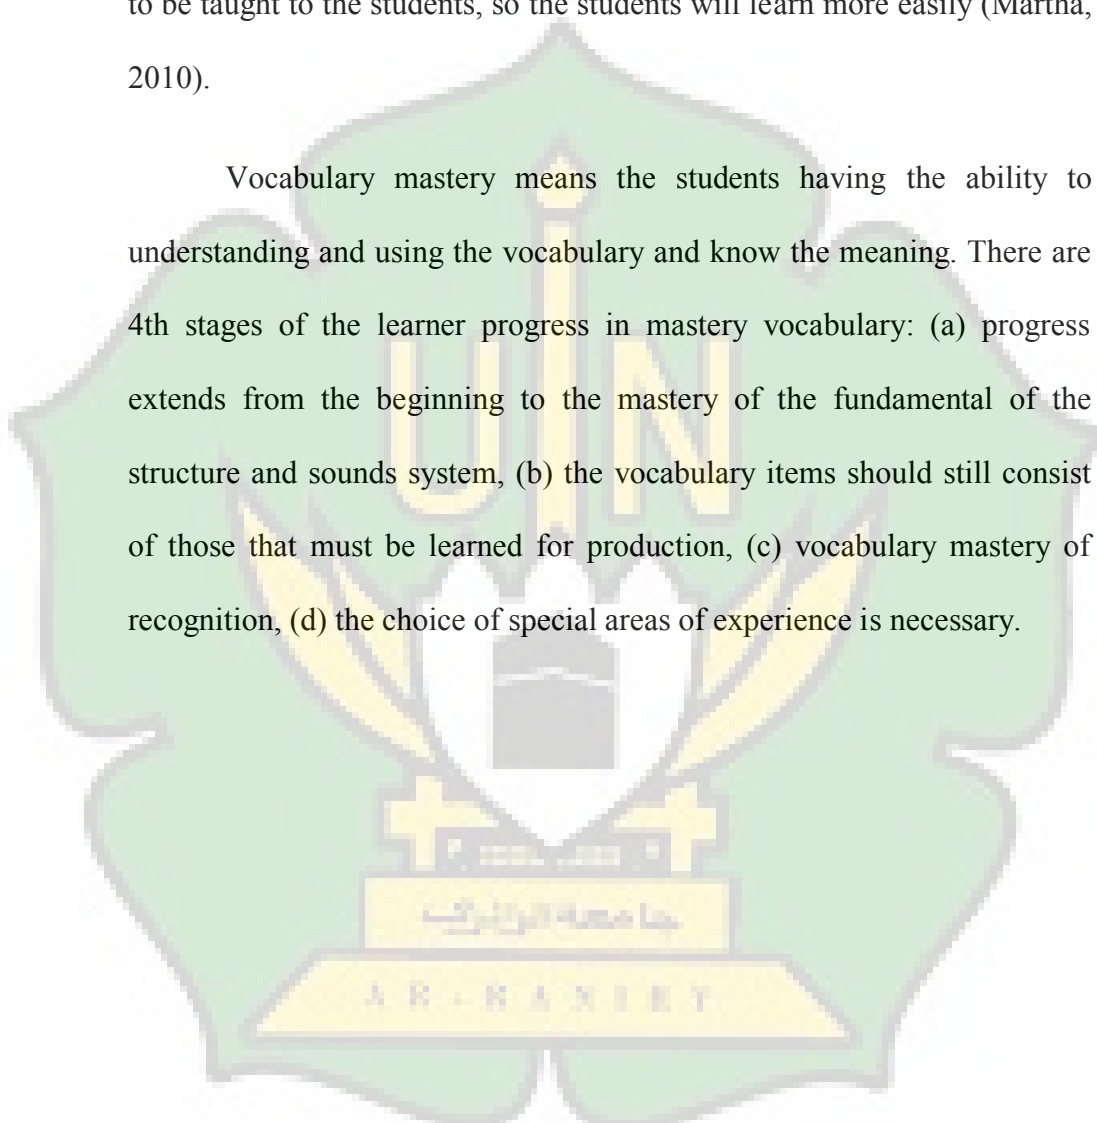 to be taught to the students, so the students will learn more easily (Martha,
2010).
Vocabulary mastery means the students having the ability to
understanding and using the vocabulary and know the meaning. There are
4th stages of the learner progress in mastery vocabulary: (a) progress
extends from the beginning to the mastery of the fundamental of the
structure and sounds system, (b) the vocabulary items should still consist
of those that must be learned for production, (c) vocabulary mastery of
recognition, (d) the choice of special areas of experience is necessary.
UIN
جامعة الرانيري
AR-RANIRY